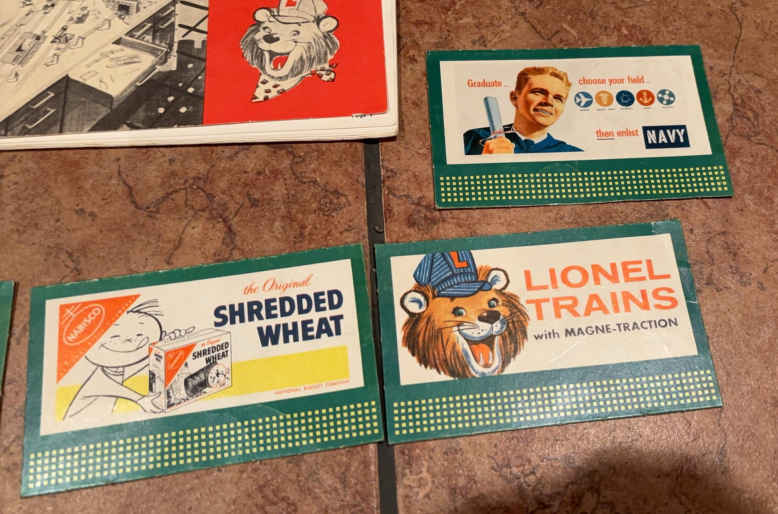 L
Graduate...
choose your field...
then enlist
NAVY
NABISCO
the Original
SHREDDED
WHEAT
SHREDDED
WHEAT
NATIONAL BISCUIT COMPANY
L
LIONEL
TRAINS
with MAGNE-TRACTION